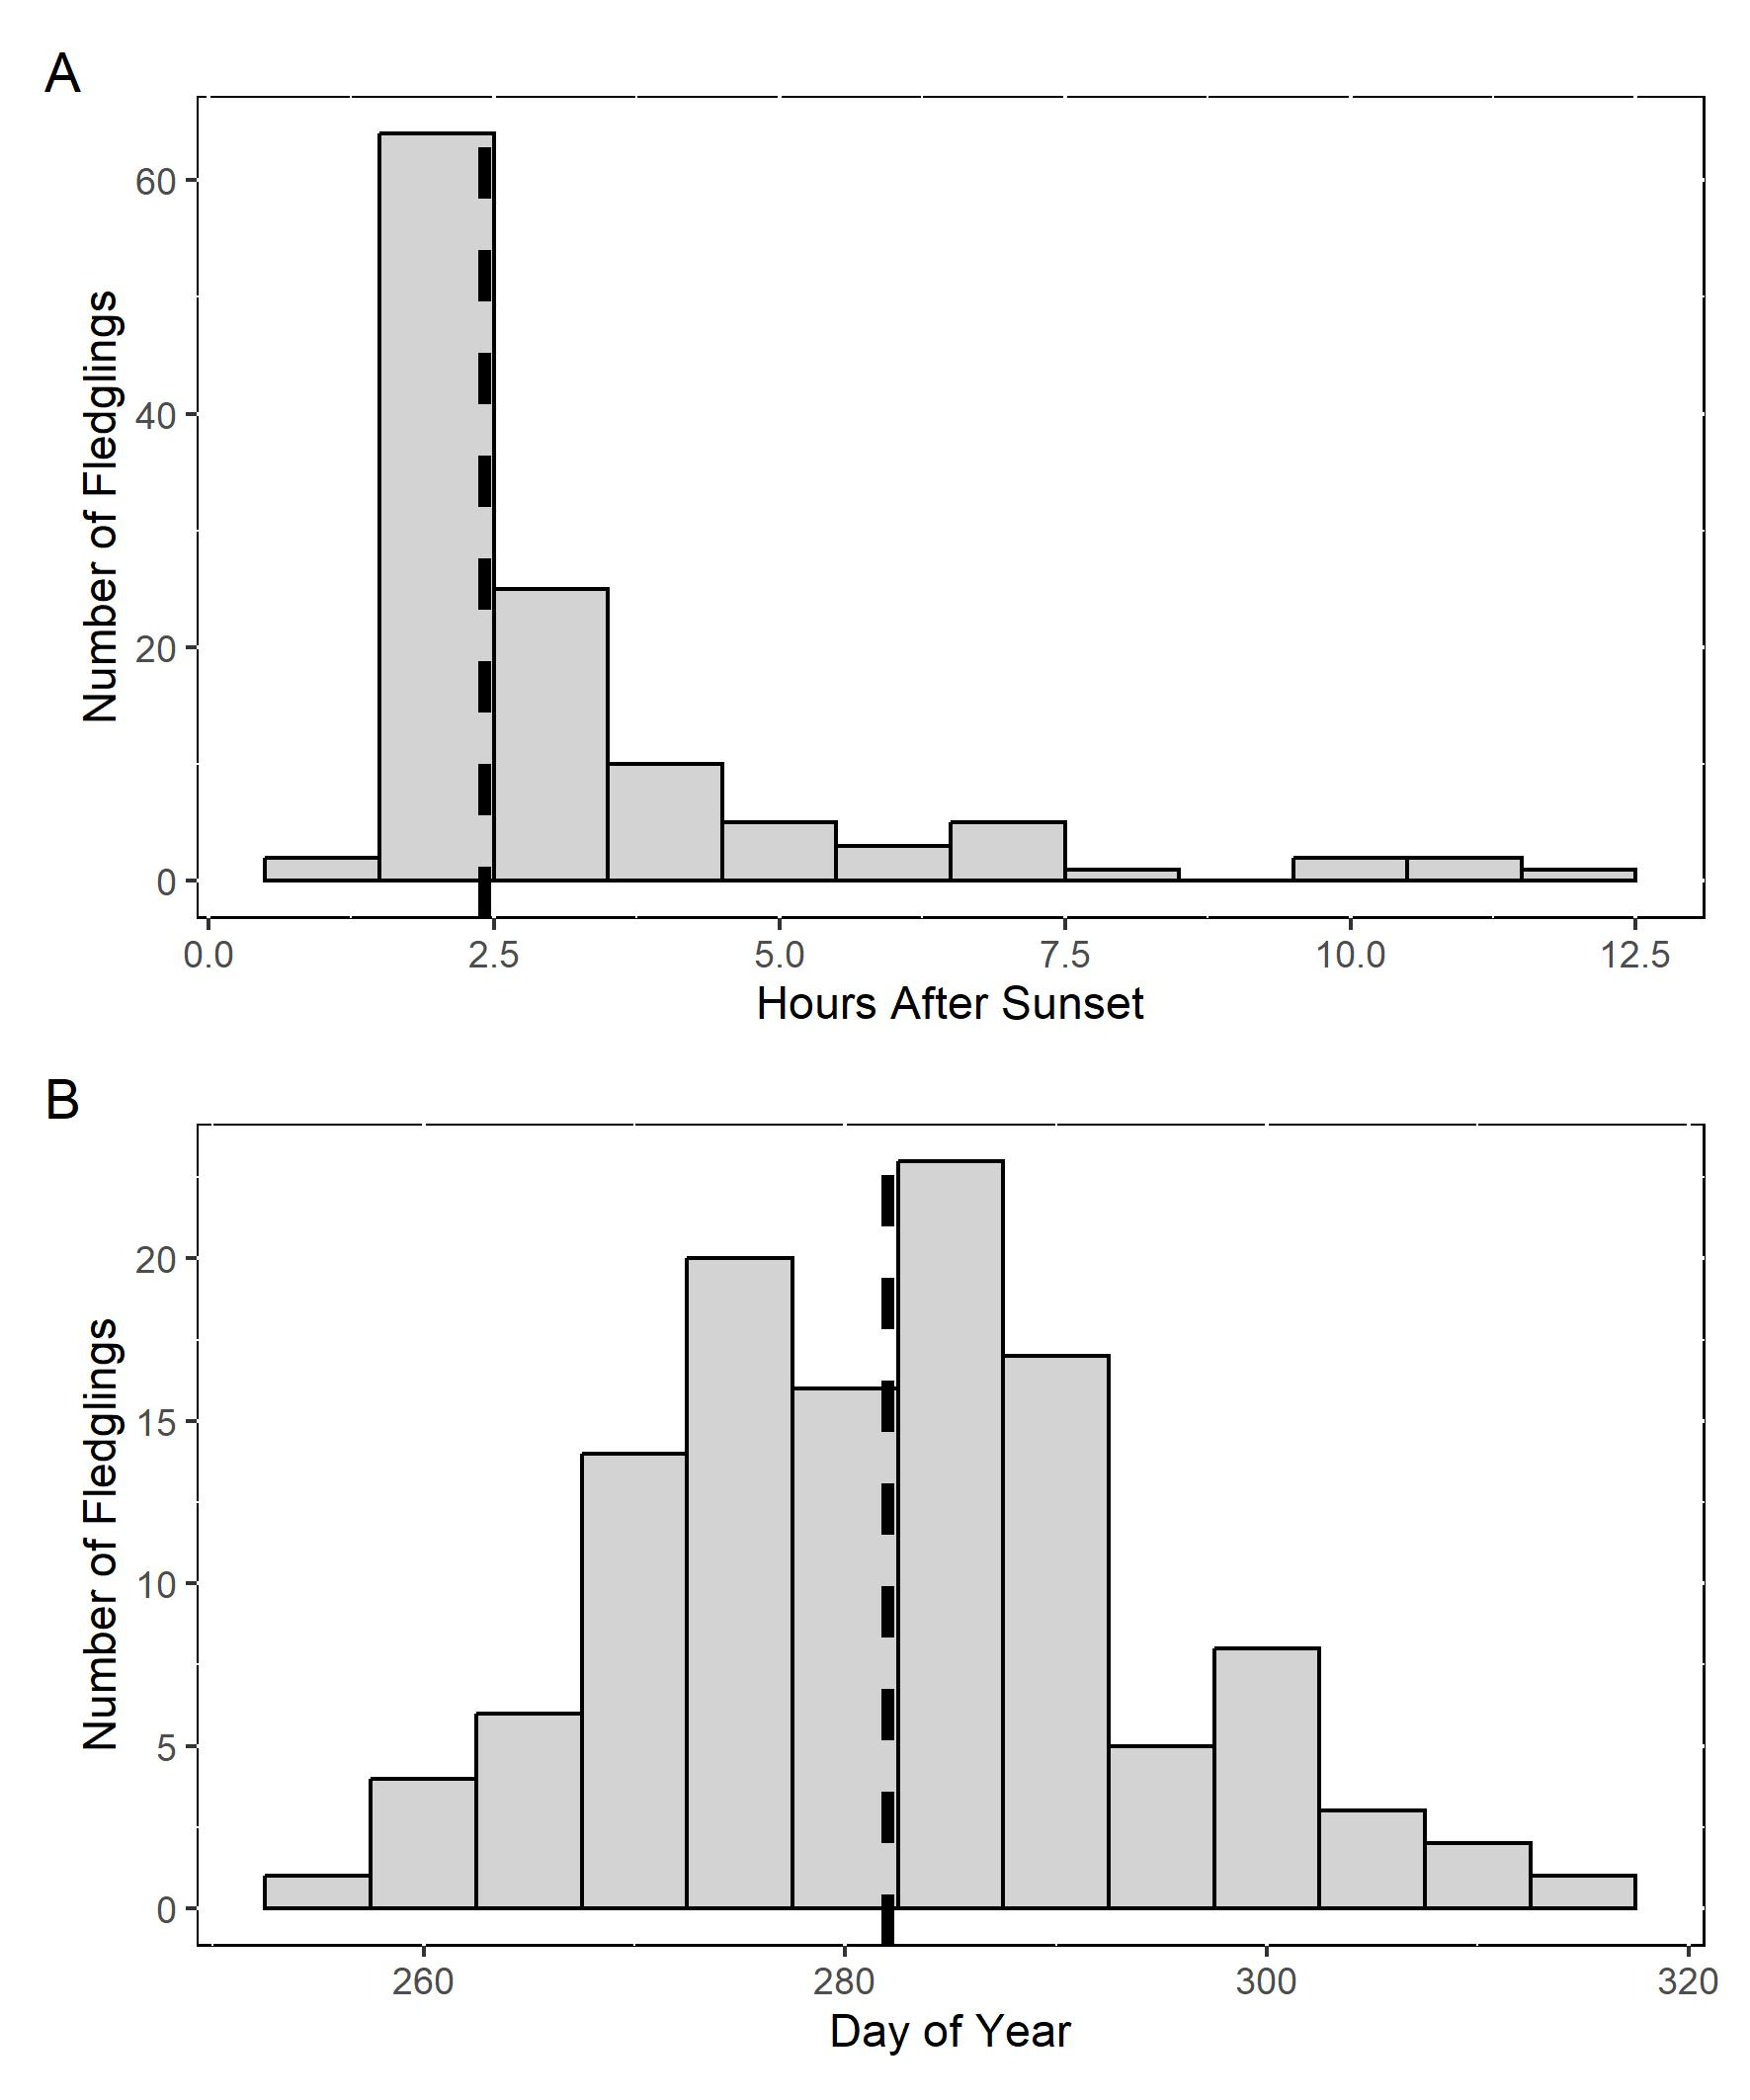 A
Number of Fledglings
60
40
20
0
0.0 2.5 5.0 7.5 10.0 12.5
Hours After Sunset
B
Number of Fledglings
20
15
10
5
0
260 280 300 320
Day of Year